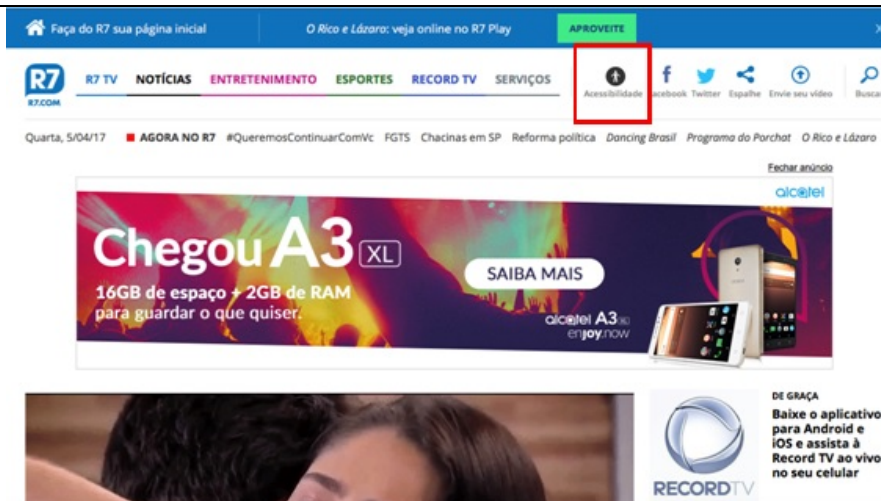 Faça do R7 sua página inicial
O Rico e Lázaro: veja online no R7 Play
APROVEITE
R7
R7.COM
R7 TV NOTÍCIAS ENTRETENIMENTO ESPORTES RECORD TV SERVIÇOS
Acessibilidade Facebook Twitter Espalhe Envie seu vídeo Buscar
Quarta, 5/04/17 AGORA NO R7 #QueremosContinuarComVc FGTS Chacinas em SP Reforma política Dancing Brasil Programa do Porchat O Rico e Lázaro
Fechar anúncio
alcatel
Chegou A3 XL
16GB de espaço + 2GB de RAM
para guardar o que quiser.
SAIBA MAIS
alcatel A3 XL
enjoy.now
DE GRAÇA
Baixe o aplicativo
para Android e
iOS e assista à
Record TV ao vivo
no seu celular
RECORDTV